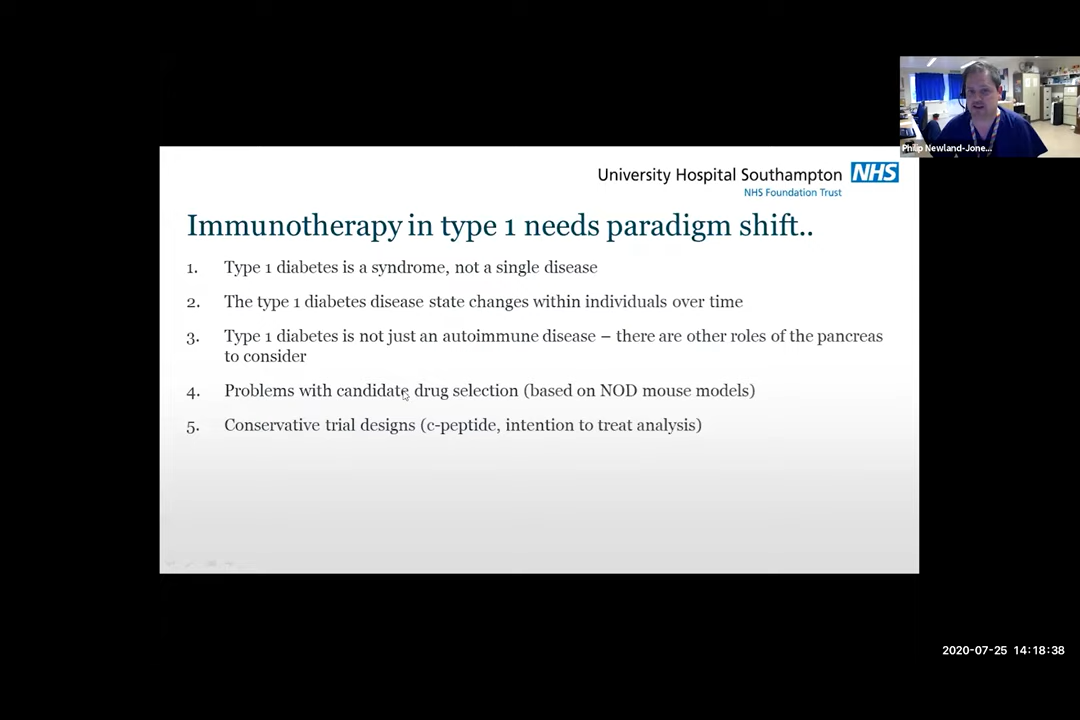 Philip Newland-Jone...
University Hospital Southampton NHS
NHS Foundation Trust
Immunotherapy in type 1 needs paradigm shift..
1. Type 1 diabetes is a syndrome, not a single disease
2. The type 1 diabetes disease state changes within individuals over time
3. Type 1 diabetes is not just an autoimmune disease – there are other roles of the pancreas
to consider
4. Problems with candidate drug selection (based on NOD mouse models)
5. Conservative trial designs (c-peptide, intention to treat analysis)
2020-07-25 14:18:38